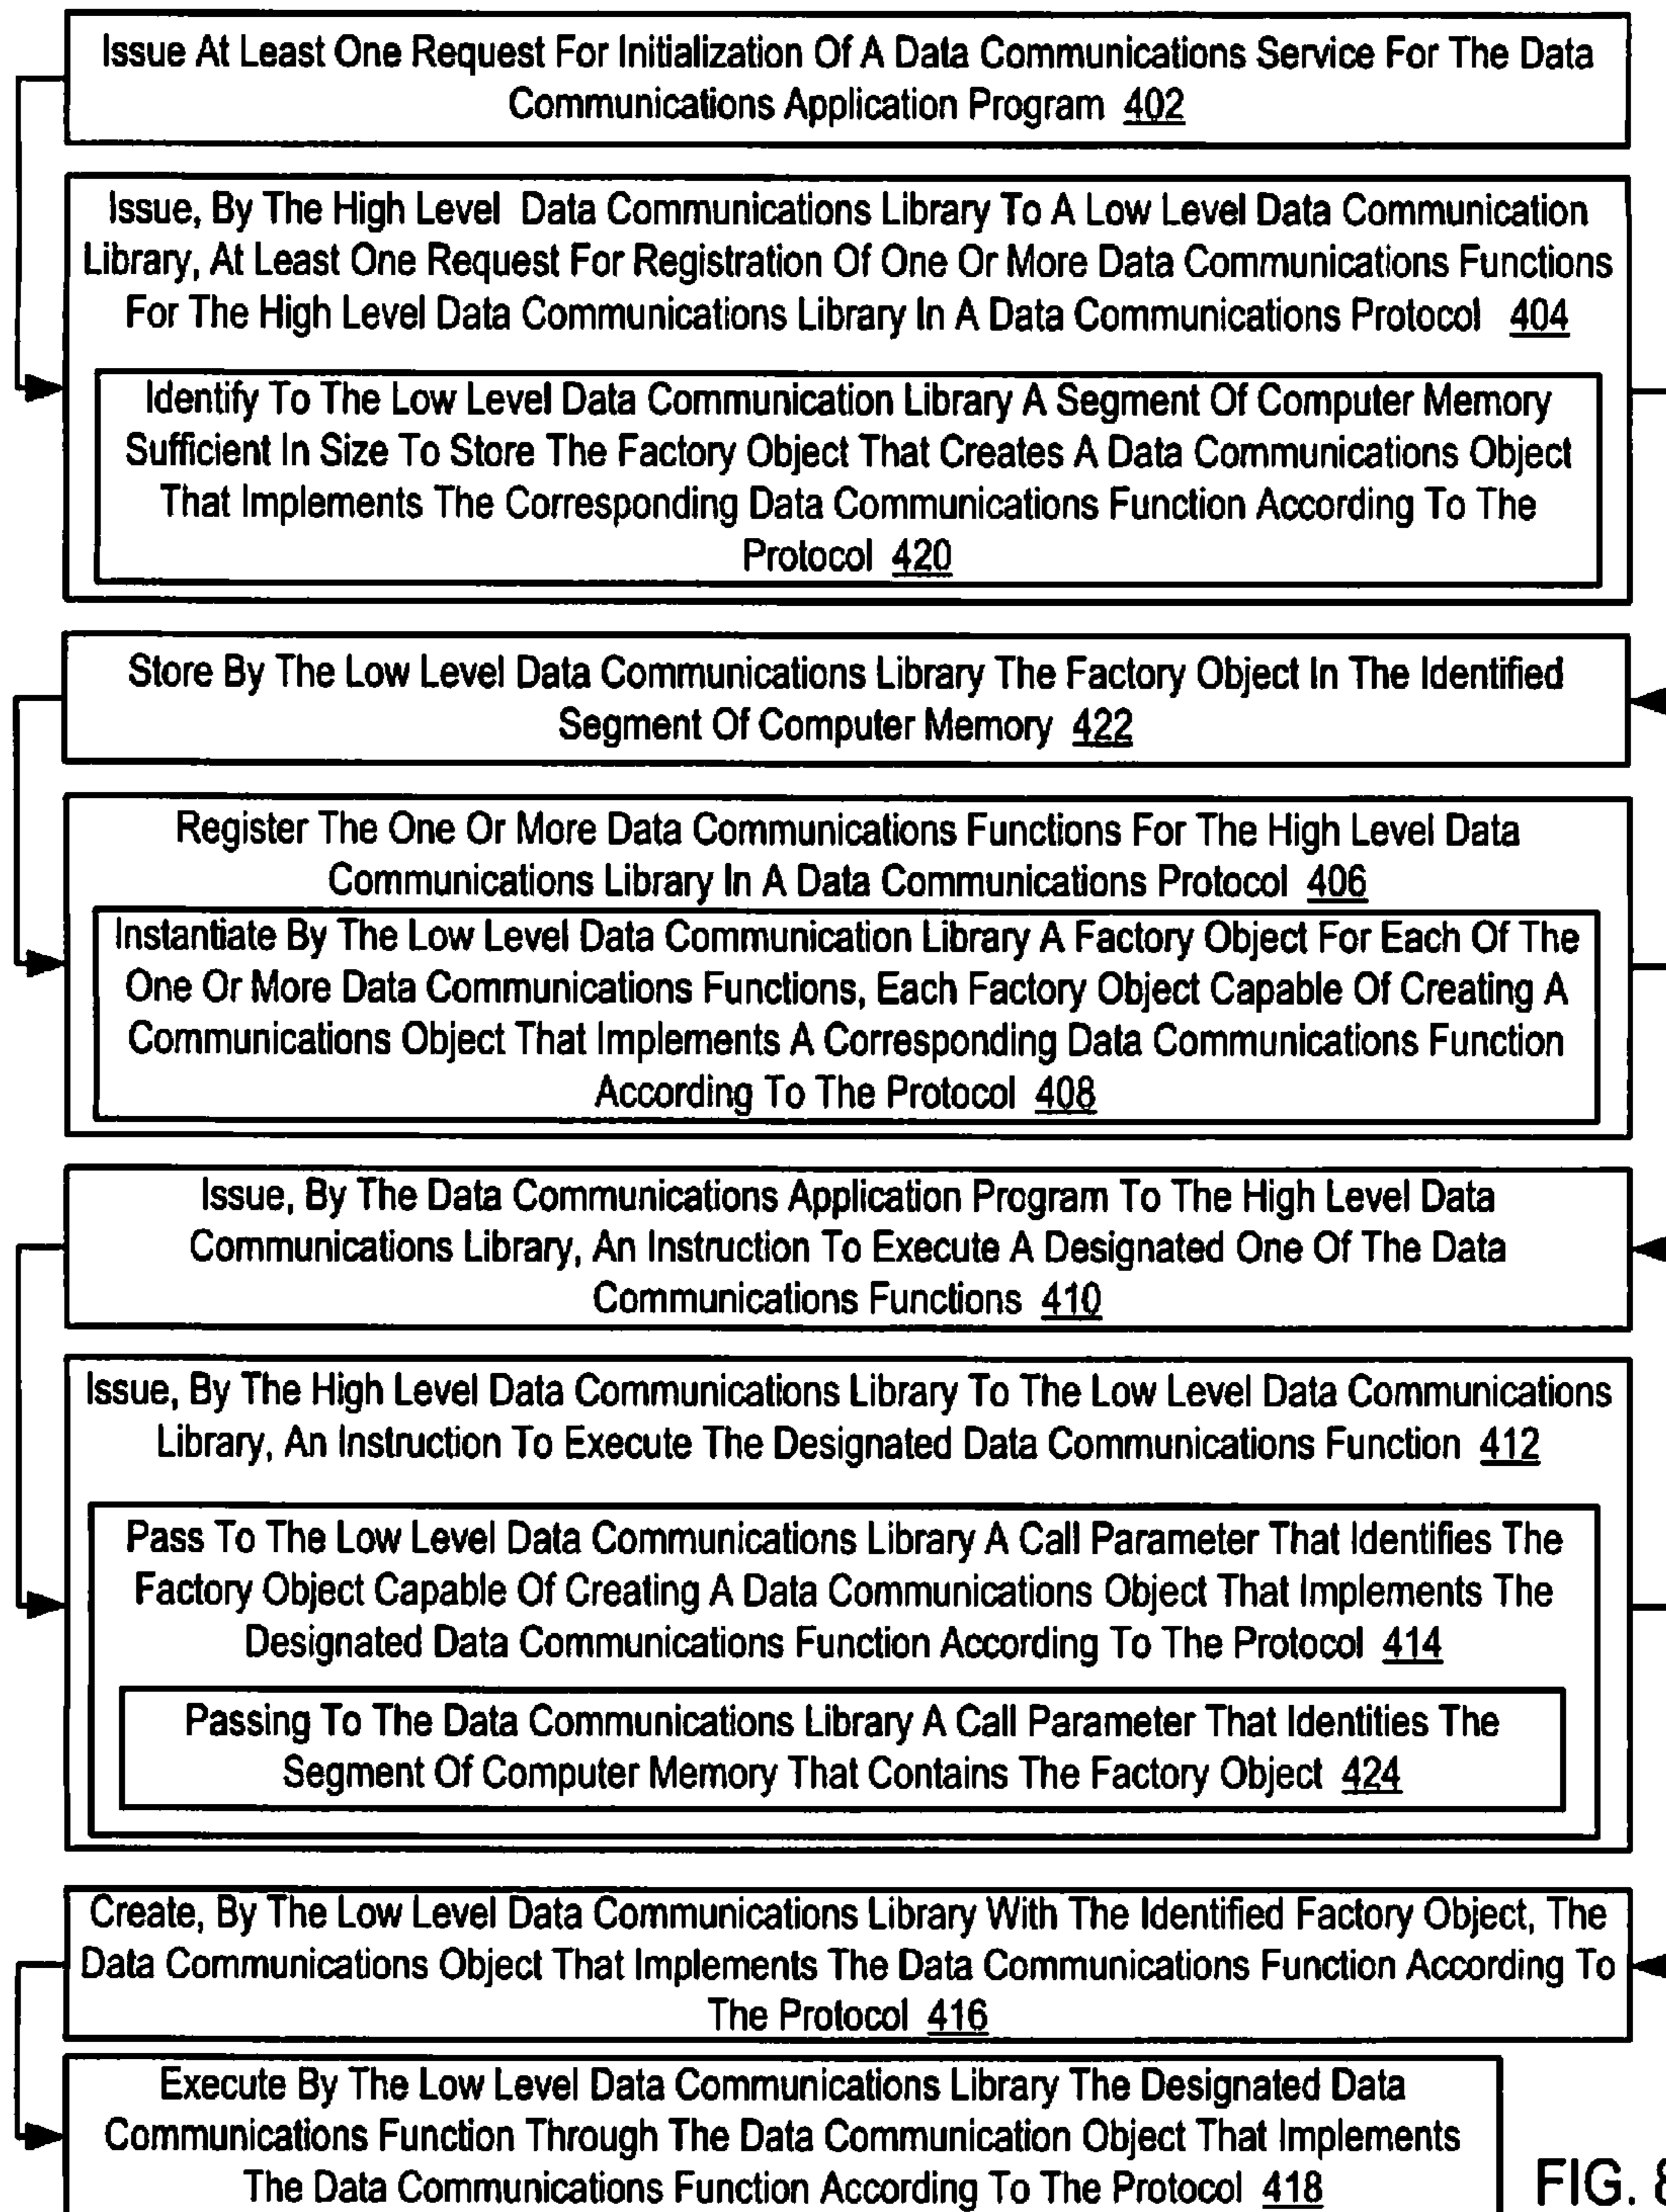 Issue At Least One Request For Initialization Of A Data Communications Service For The Data
Communications Application Program 402
Issue, By The High Level Data Communications Library To A Low Level Data Communication
Library, At Least One Request For Registration Of One Or More Data Communications Functions
For The High Level Data Communications Library In A Data Communications Protocol 404
Identify To The Low Level Data Communication Library A Segment Of Computer Memory
Sufficient In Size To Store The Factory Object That Creates A Data Communications Object
That Implements The Corresponding Data Communications Function According To The
Protocol 420
Store By The Low Level Data Communications Library The Factory Object In The Identified
Segment Of Computer Memory 422
Register The One Or More Data Communications Functions For The High Level Data
Communications Library In A Data Communications Protocol 406
Instantiate By The Low Level Data Communication Library A Factory Object For Each Of The
One Or More Data Communications Functions, Each Factory Object Capable Of Creating A
Communications Object That Implements A Corresponding Data Communications Function
According To The Protocol 408
Issue, By The Data Communications Application Program To The High Level Data
Communications Library, An Instruction To Execute A Designated One Of The Data
Communications Functions 410
Issue, By The High Level Data Communications Library To The Low Level Data Communications
Library, An Instruction To Execute The Designated Data Communications Function 412
Pass To The Low Level Data Communications Library A Call Parameter That Identifies The
Factory Object Capable Of Creating A Data Communications Object That Implements The
Designated Data Communications Function According To The Protocol 414
Passing To The Data Communications Library A Call Parameter That Identities The
Segment Of Computer Memory That Contains The Factory Object 424
Create, By The Low Level Data Communications Library With The Identified Factory Object, The
Data Communications Object That Implements The Data Communications Function According To
The Protocol 416
Execute By The Low Level Data Communications Library The Designated Data
Communications Function Through The Data Communication Object That Implements
The Data Communications Function According To The Protocol 418
FIG. 8